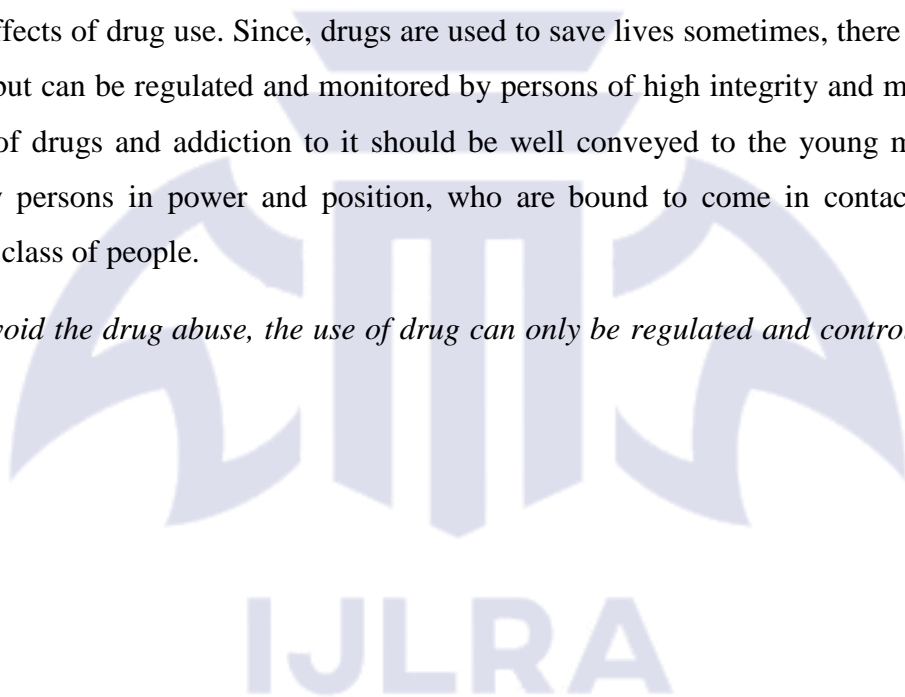 ffects of drug use. Since, drugs are used to save lives sometimes, there
but can be regulated and monitored by persons of high integrity and m
of drugs and addiction to it should be well conveyed to the young m
persons in power and position, who are bound to come in contac
class of people.
void the drug abuse, the use of drug can only be regulated and contro
IJLRA